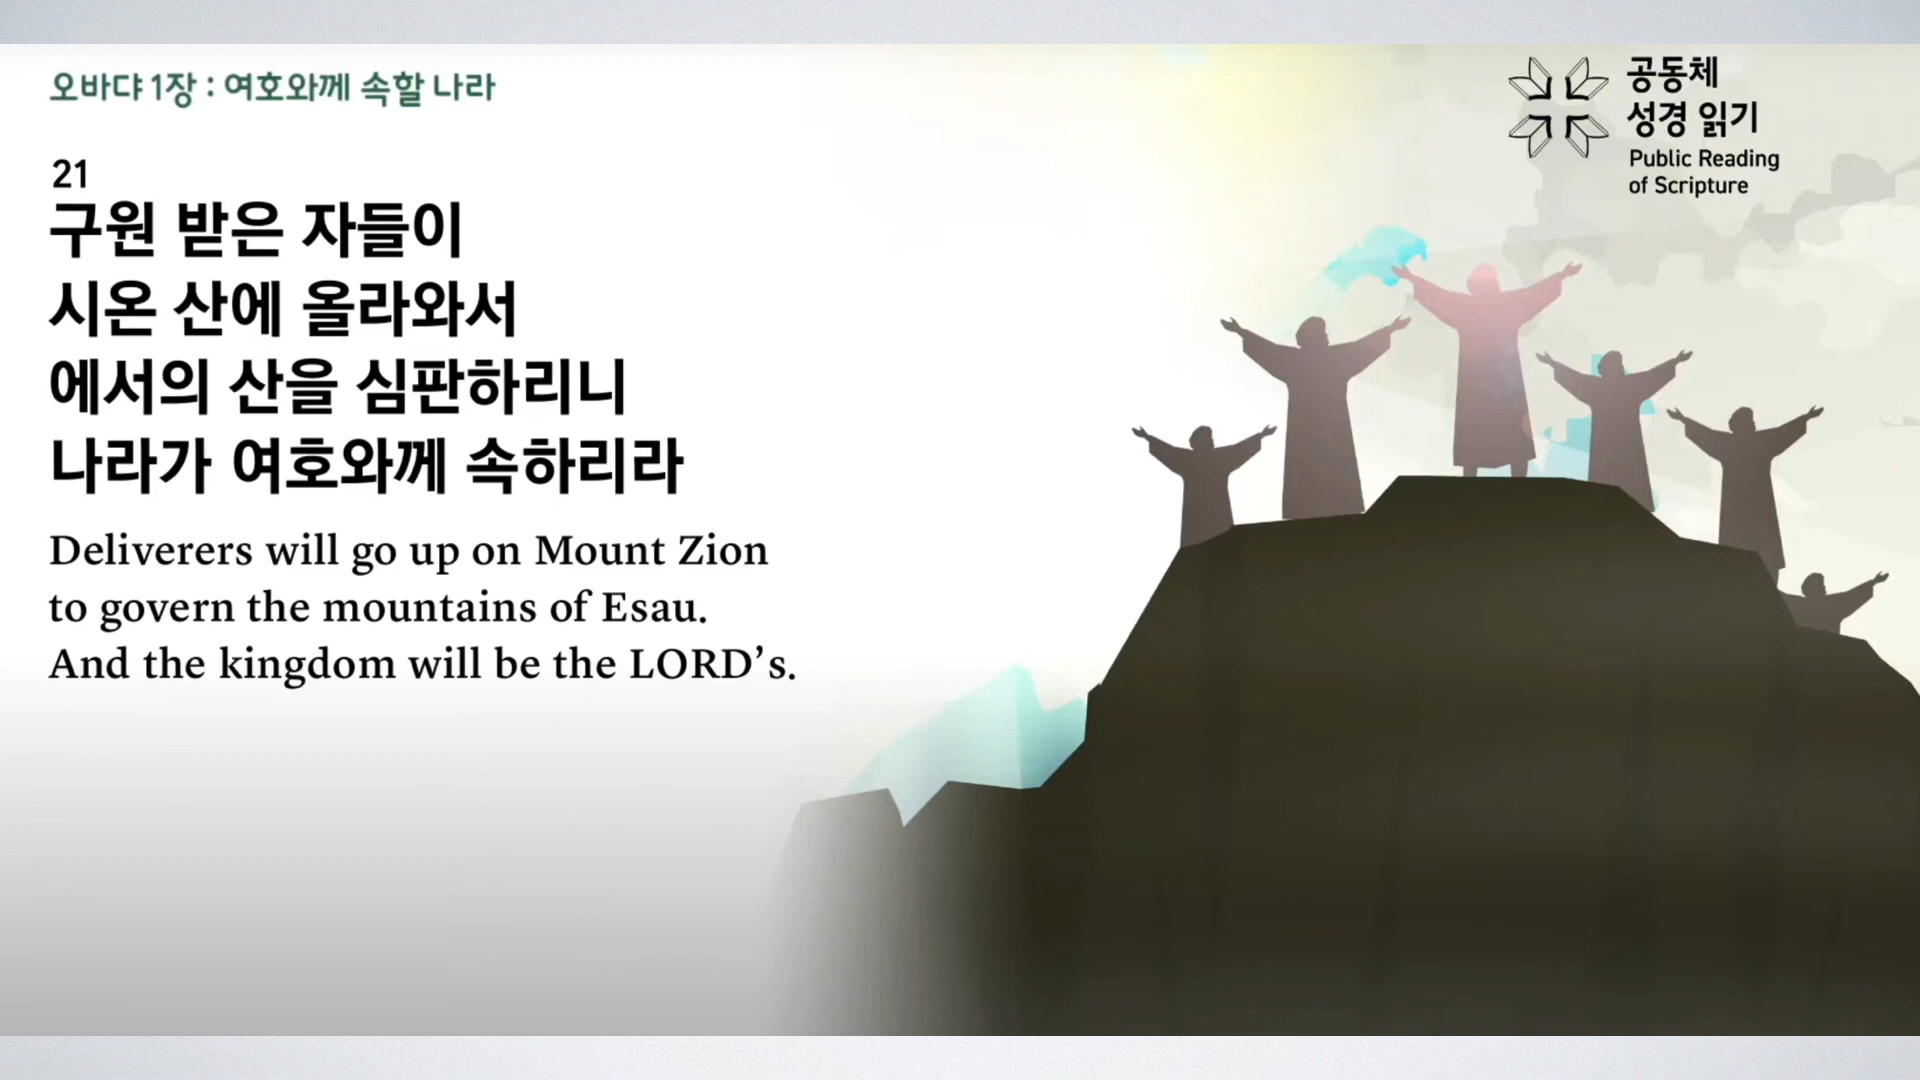 오바댜 1장 : 여호와께 속할 나라
공동체
성경 읽기
Public Reading
of Scripture
21
구원 받은 자들이
시온 산에 올라와서
에서의 산을 심판하리니
나라가 여호와께 속하리라
Deliverers will go up on Mount Zion
to govern the mountains of Esau.
And the kingdom will be the LORD’s.